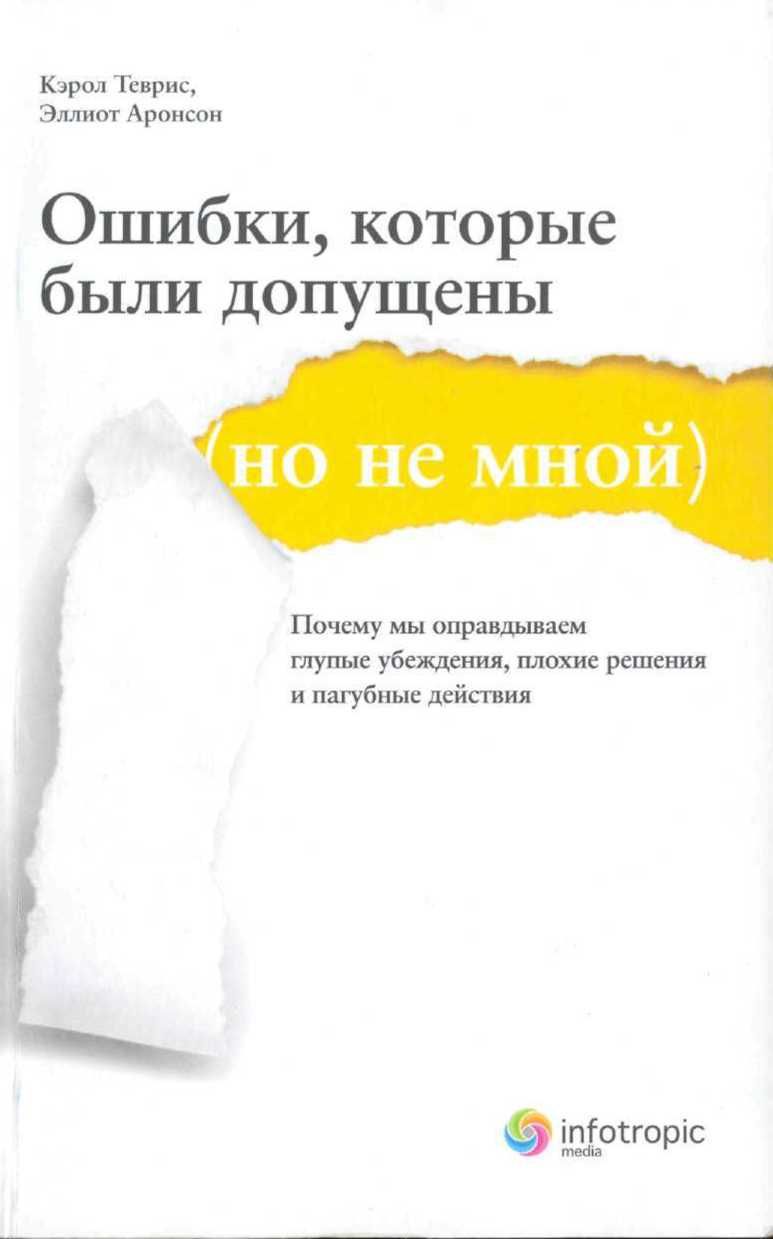 Кэрол Теврис,
Эллиот Аронсон
Ошибки, которые
были допущены
(но не мной)
Почему мы оправдываем
глупые убеждения, плохие решения
и пагубные действия
infotropic
media